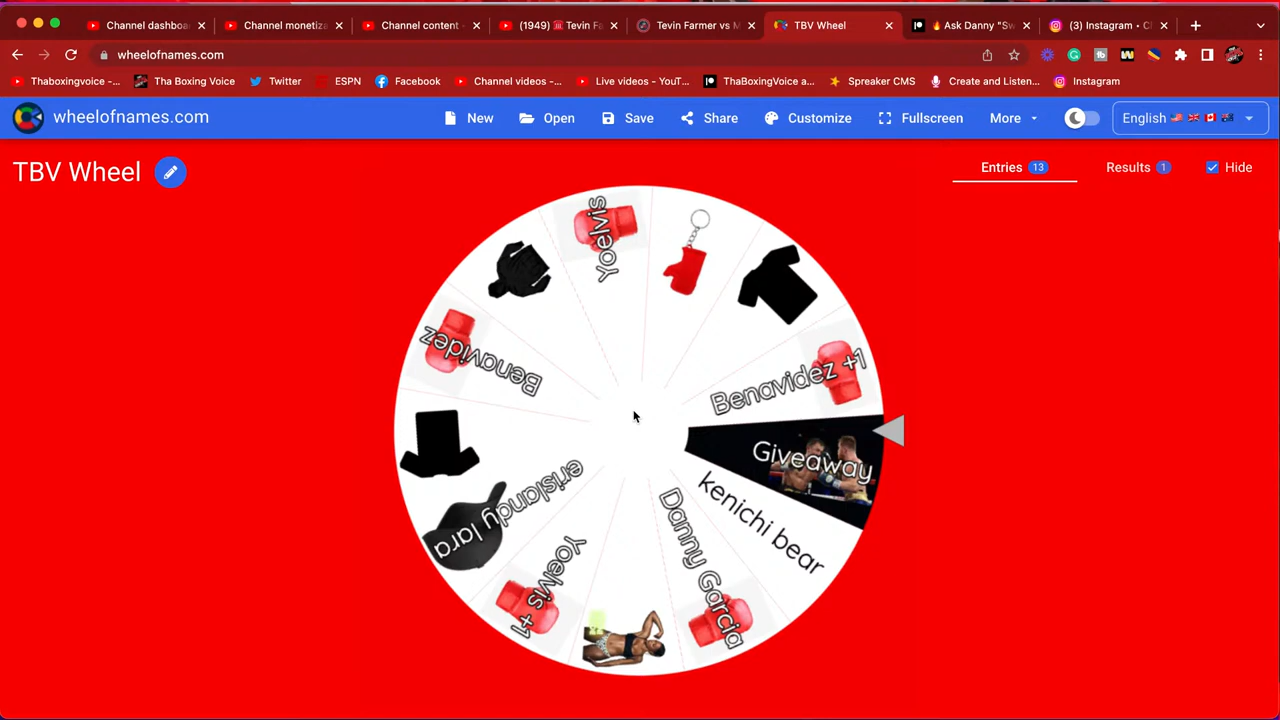 Channel dashboa
Channel monetiza
Channel content -
(1949) 🏛 Tevin Fa
Tevin Farmer vs M
TBV Wheel
🔥 Ask Danny "Sw
(3) Instagram • C
wheelofnames.com
Thaboxingvoice -...
Tha Boxing Voice
Twitter
ESPN
Facebook
Channel videos -...
Live videos - YouT...
ThaBoxingVoice a...
Spreaker CMS
Create and Listen...
Instagram
wheelofnames.com
New
Open
Save
Share
Customize
Fullscreen
More
English
TBV Wheel
Entries 13
Results 1
Hide
Yoelvis
Benavidez +1
Giveaway
kenichi bear
Danny Garcia
Yoelvis +1
erislandy lara
Benavidez